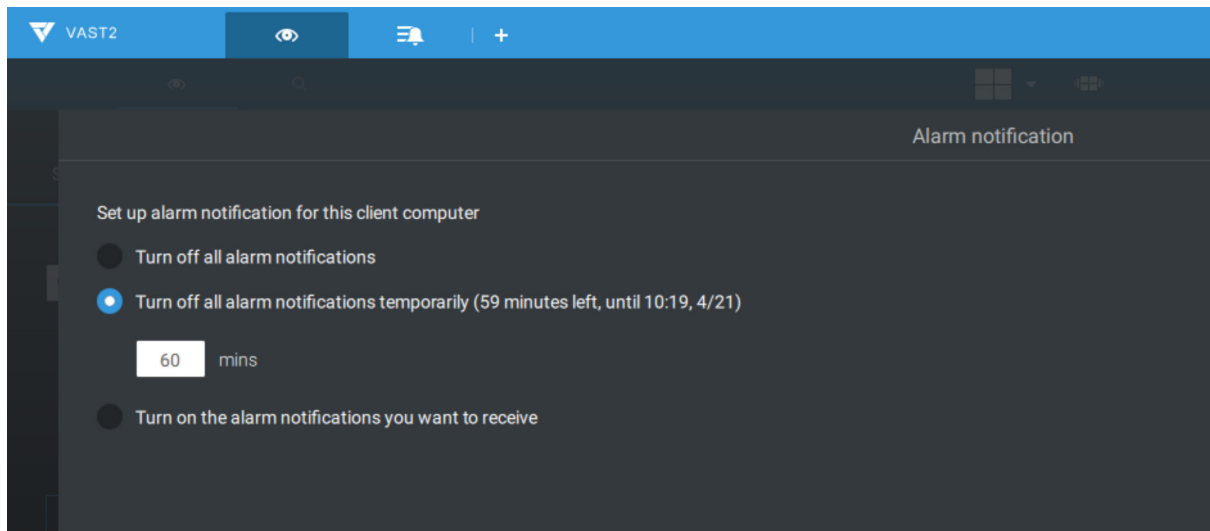 VAST2
Alarm notification
Set up alarm notification for this client computer
Turn off all alarm notifications
Turn off all alarm notifications temporarily (59 minutes left, until 10:19, 4/21)
60 mins
Turn on the alarm notifications you want to receive